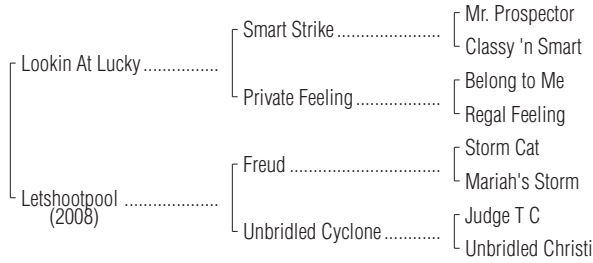 Mr. Prospector
Smart Strike .......................
Classy 'n Smart
Lookin At Lucky ................
Belong to Me
Private Feeling ..................
Regal Feeling
Storm Cat
Freud ................................
Mariah's Storm
Letshootpool ....................
(2008)
Judge T C
Unbridled Cyclone ............
Unbridled Christi